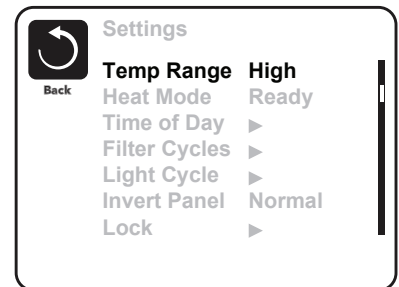 Settings
Back
Temp Range High
Heat Mode Ready
Time of Day ▶
Filter Cycles ▶
Light Cycle ▶
Invert Panel Normal
Lock ▶